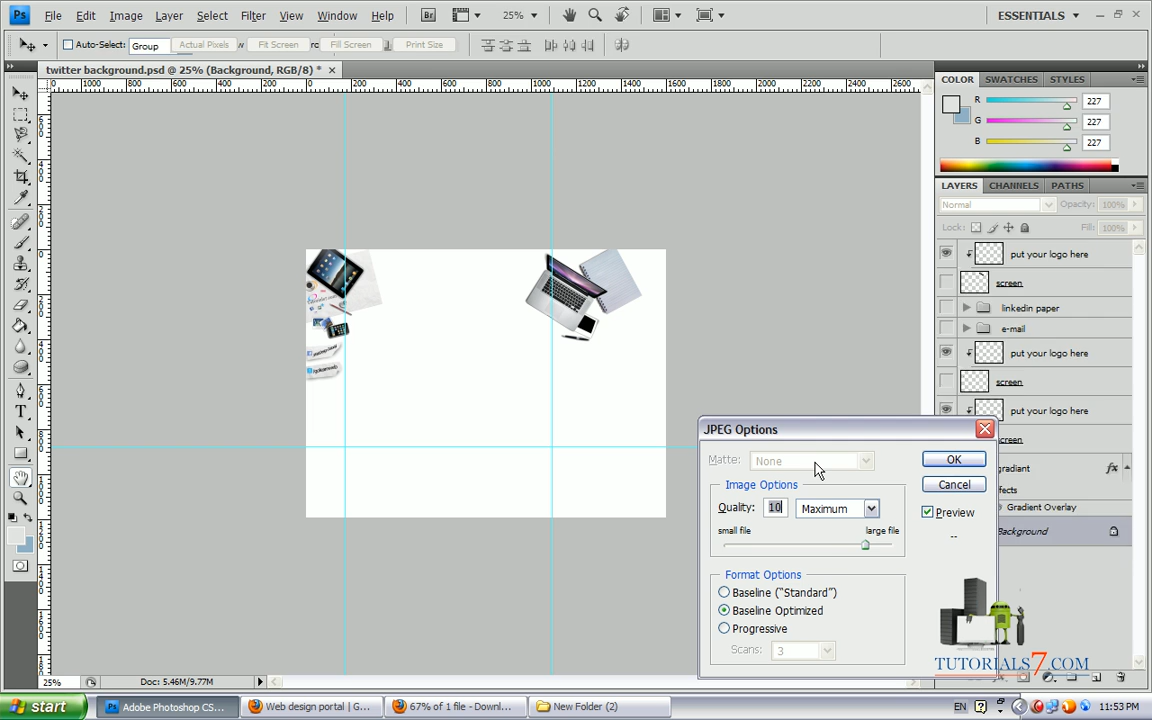 Ps File Edit Image Layer Select Filter View Window Help Br 25% ESSENTIALS
Auto-Select: Group Actual Pixels Fit Screen Fill Screen Print Size
twitter background.psd @ 25% (Background, RGB/8) *
COLOR SWATCHES STYLES
R 227
G 227
B 227
LAYERS CHANNELS PATHS
Normal Opacity: 100%
Lock: Fill: 100%
put your logo here
screen
linkedin paper
e-mail
put your logo here
screen
put your logo here
screen
gradient fx
Gradient Overlay
Background
JPEG Options
Matte: None OK
Image Options Cancel
Quality: 10 Maximum Preview
small file large file
--
Format Options
Baseline ("Standard")
Baseline Optimized
Progressive
Scans: 3
TUTORIALS7.COM
25% Doc: 5.46M/9.77M
start Adobe Photoshop CS... Web design portal | G... 67% of 1 file - Downl... New Folder (2) EN 11:53 PM